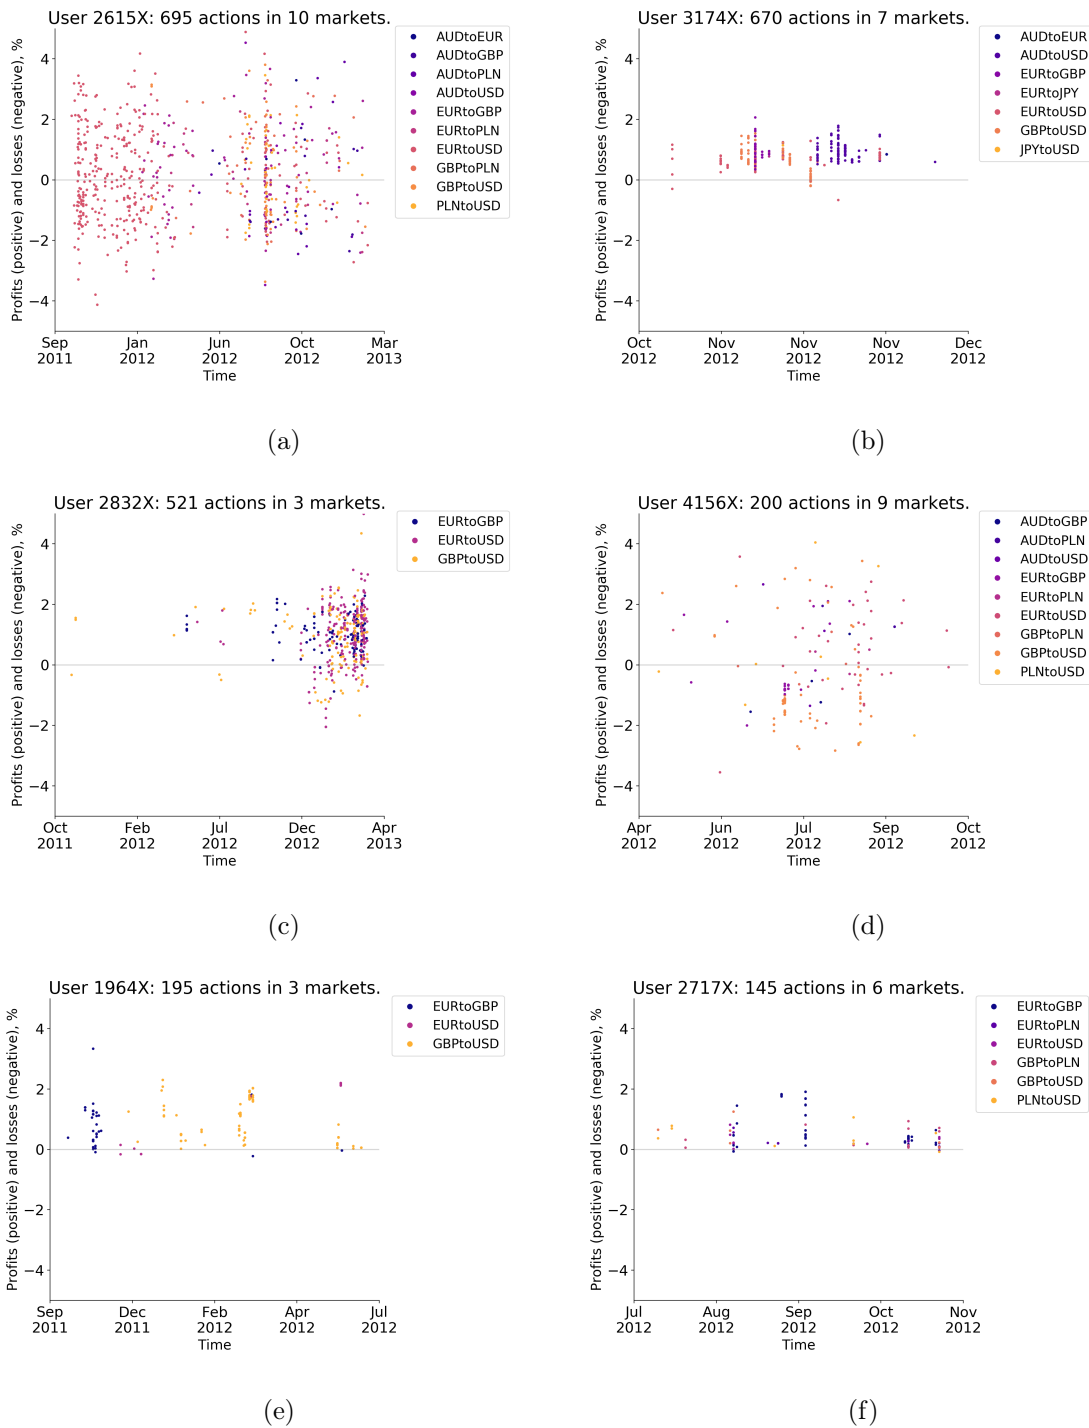 User 2615X: 695 actions in 10 markets.
Profits (positive) and losses (negative), %
4
2
0
−2
−4
Sep 2011
Jan 2012
Jun 2012
Oct 2012
Mar 2013
Time
AUDtoEUR
AUDtoGBP
AUDtoPLN
AUDtoUSD
EURtoGBP
EURtoPLN
EURtoUSD
GBPtoPLN
GBPtoUSD
PLNtoUSD
(a)
User 3174X: 670 actions in 7 markets.
Profits (positive) and losses (negative), %
4
2
0
−2
−4
Oct 2012
Nov 2012
Nov 2012
Nov 2012
Dec 2012
Time
AUDtoEUR
AUDtoUSD
EURtoGBP
EURtoJPY
EURtoUSD
GBPtoUSD
JPYtoUSD
(b)
User 2832X: 521 actions in 3 markets.
Profits (positive) and losses (negative), %
4
2
0
−2
−4
Oct 2011
Feb 2012
Jul 2012
Dec 2012
Apr 2013
Time
EURtoGBP
EURtoUSD
GBPtoUSD
(c)
User 4156X: 200 actions in 9 markets.
Profits (positive) and losses (negative), %
4
2
0
−2
−4
Apr 2012
Jun 2012
Jul 2012
Sep 2012
Oct 2012
Time
AUDtoGBP
AUDtoPLN
AUDtoUSD
EURtoGBP
EURtoPLN
EURtoUSD
GBPtoPLN
GBPtoUSD
PLNtoUSD
(d)
User 1964X: 195 actions in 3 markets.
Profits (positive) and losses (negative), %
4
2
0
−2
−4
Sep 2011
Dec 2011
Feb 2012
Apr 2012
Jul 2012
Time
EURtoGBP
EURtoUSD
GBPtoUSD
(e)
User 2717X: 145 actions in 6 markets.
Profits (positive) and losses (negative), %
4
2
0
−2
−4
Jul 2012
Aug 2012
Sep 2012
Oct 2012
Nov 2012
Time
EURtoGBP
EURtoPLN
EURtoUSD
GBPtoPLN
GBPtoUSD
PLNtoUSD
(f)